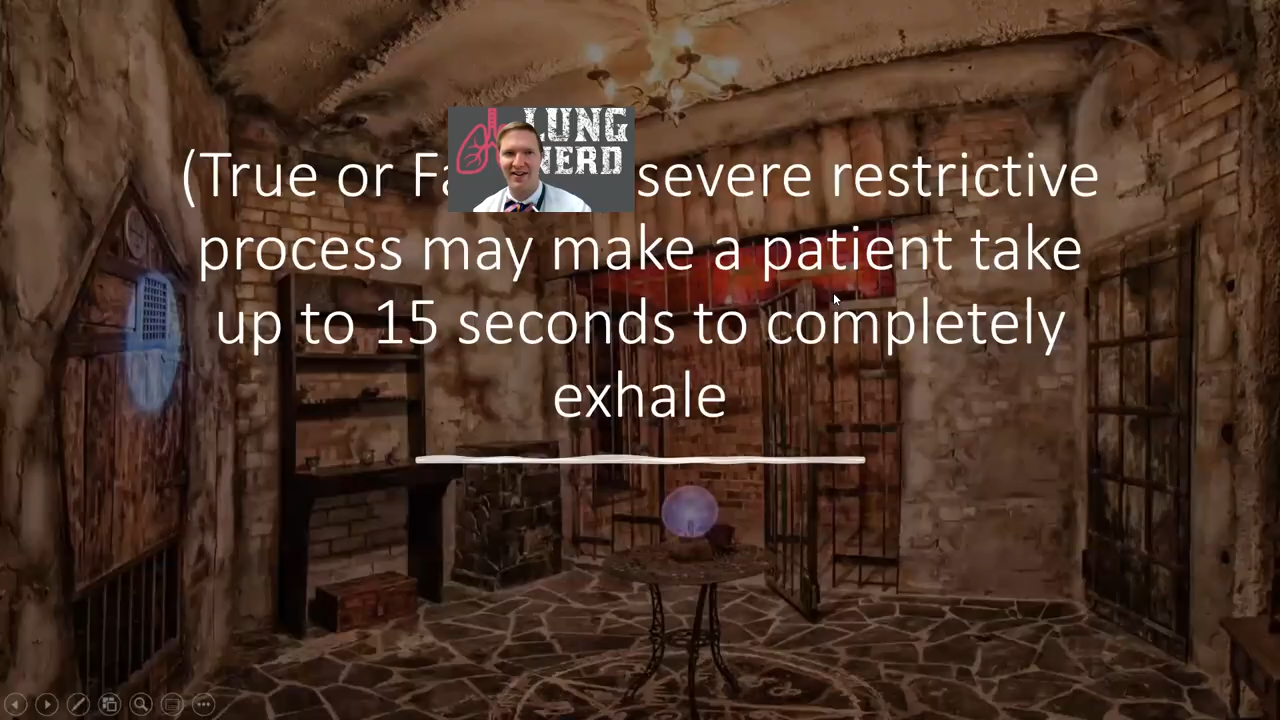 (True or Fa severe restrictive
LUNG
NERD
process may make a patient take
up to 15 seconds to completely
exhale